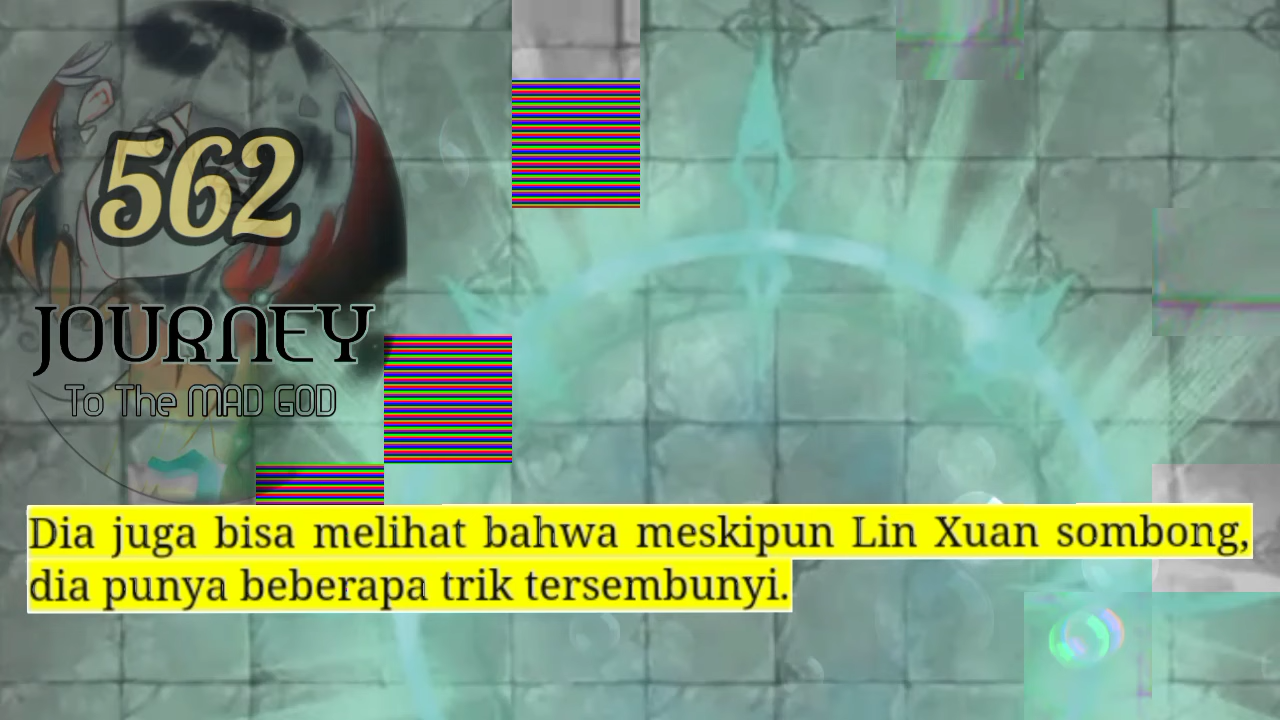 562
JOURNEY
To The MAD GOD
Dia juga bisa melihat bahwa meskipun Lin Xuan sombong,
dia punya beberapa trik tersembunyi.